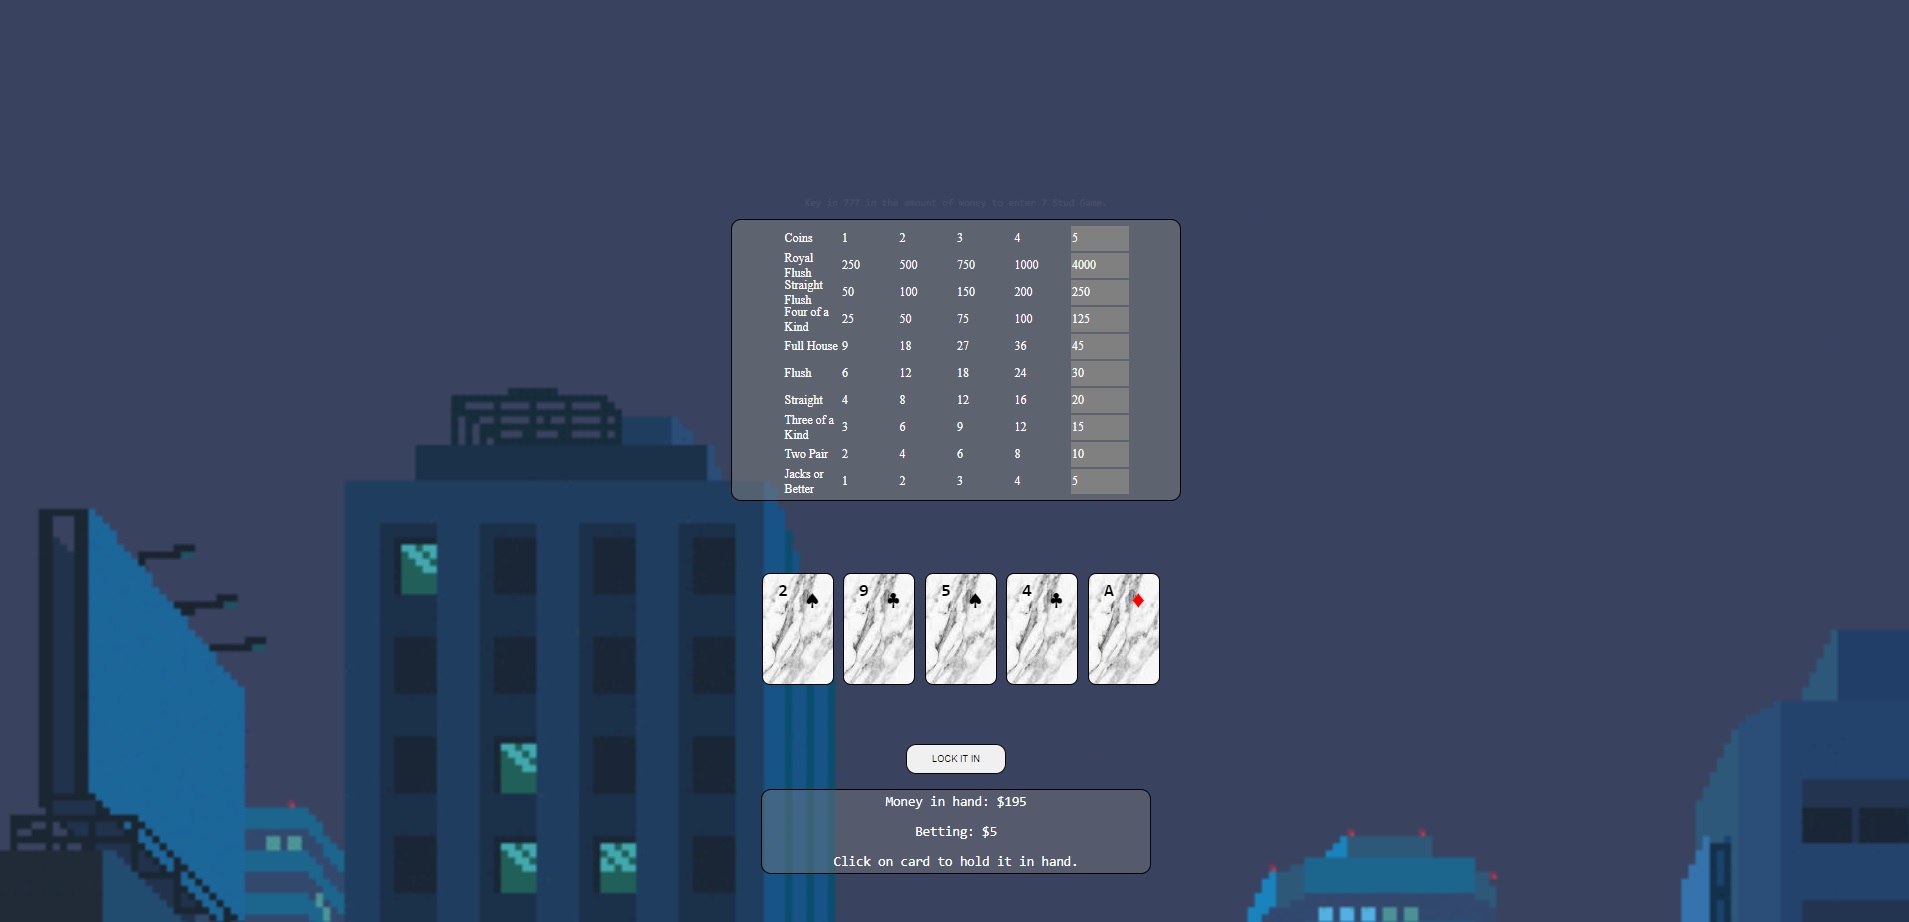 Key in 777 in the amount of money to enter 7 Stud Game.
Coins 1 2 3 4 5
Royal Flush 250 500 750 1000 4000
Straight Flush 50 100 150 200 250
Four of a Kind 25 50 75 100 125
Full House 9 18 27 36 45
Flush 6 12 18 24 30
Straight 4 8 12 16 20
Three of a Kind 3 6 9 12 15
Two Pair 2 4 6 8 10
Jacks or Better 1 2 3 4 5
2♠ 9♣ 5♠ 4♣ A♦
LOCK IT IN
Money in hand: $195
Betting: $5
Click on card to hold it in hand.